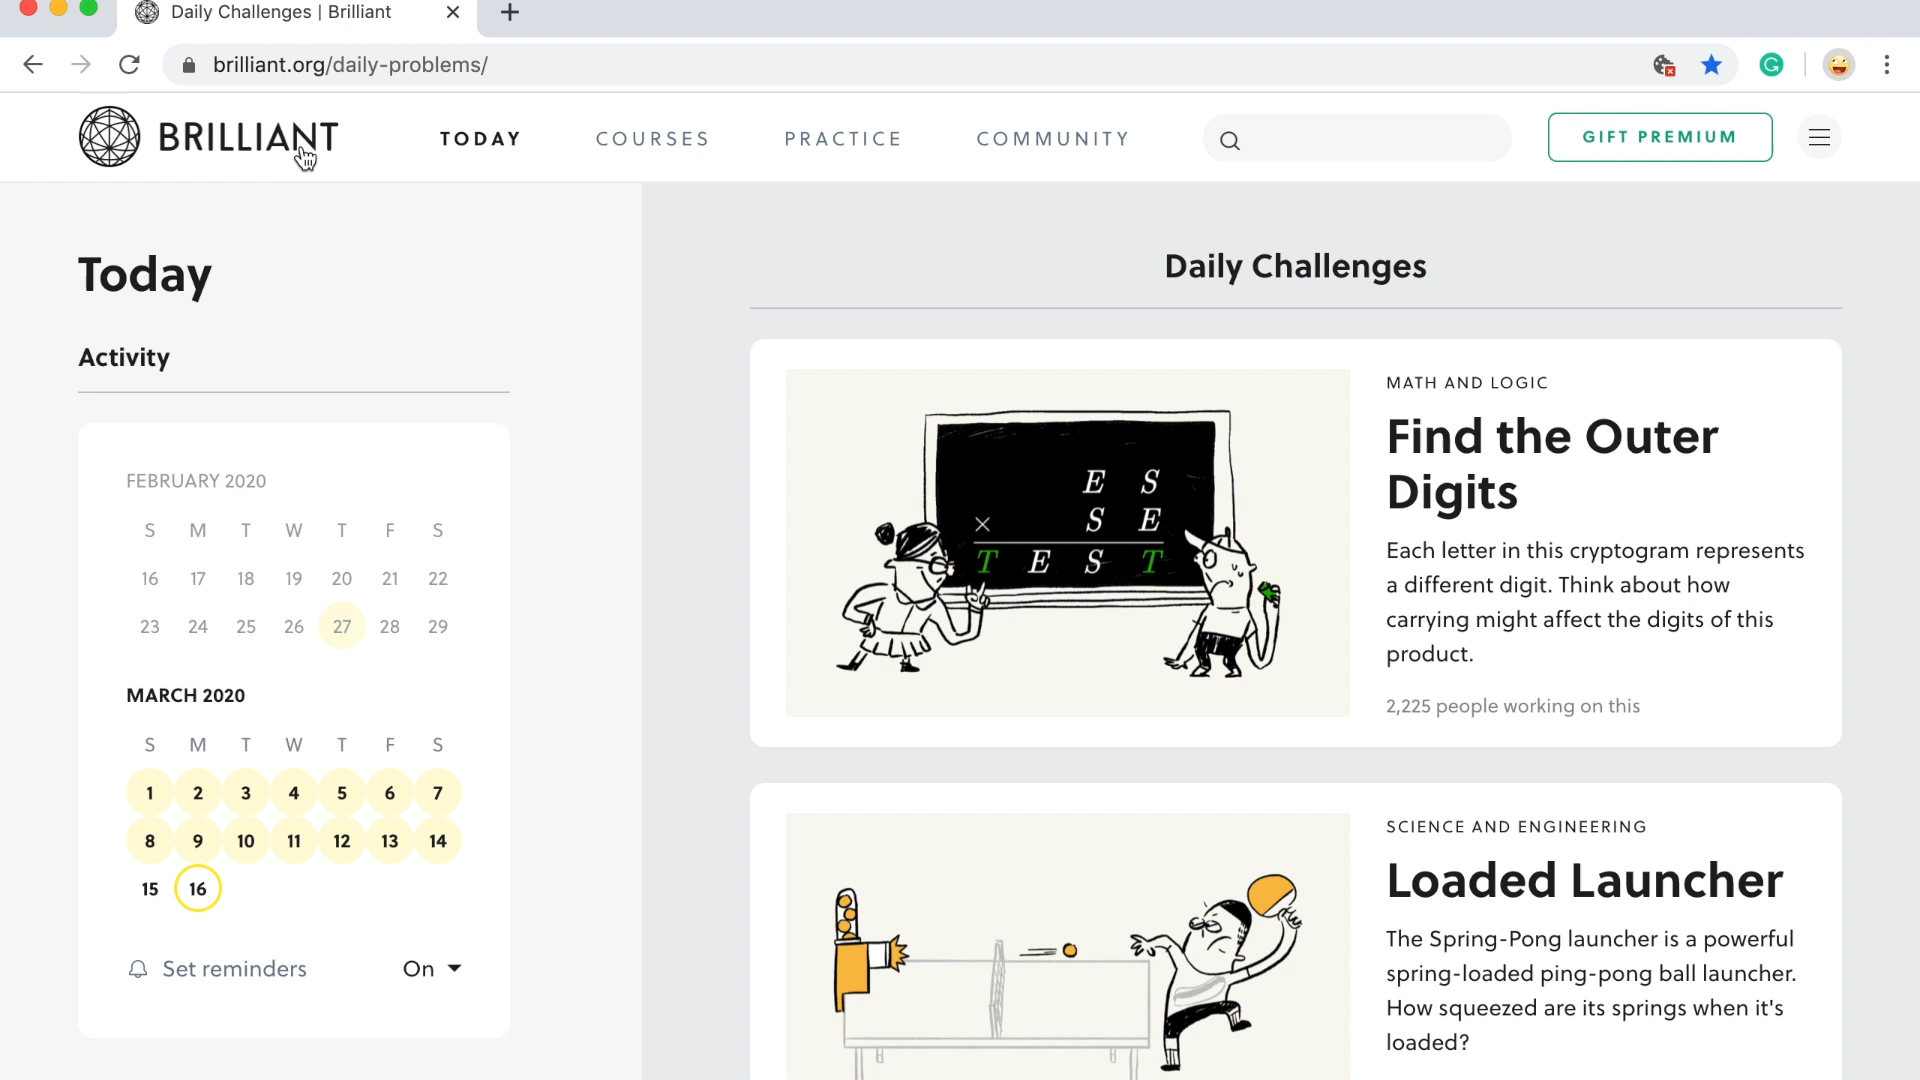 Daily Challenges | Brilliant
brilliant.org/daily-problems/
BRILLIANT
TODAY
COURSES
PRACTICE
COMMUNITY
GIFT PREMIUM
Today
Activity
FEBRUARY 2020
S M T W T F S
16 17 18 19 20 21 22
23 24 25 26 27 28 29
MARCH 2020
S M T W T F S
1 2 3 4 5 6 7
8 9 10 11 12 13 14
15 16
Set reminders
On
Daily Challenges
E S
× S E
T E S T
MATH AND LOGIC
Find the Outer
Digits
Each letter in this cryptogram represents
a different digit. Think about how
carrying might affect the digits of this
product.
2,225 people working on this
SCIENCE AND ENGINEERING
Loaded Launcher
The Spring-Pong launcher is a powerful
spring-loaded ping-pong ball launcher.
How squeezed are its springs when it's
loaded?